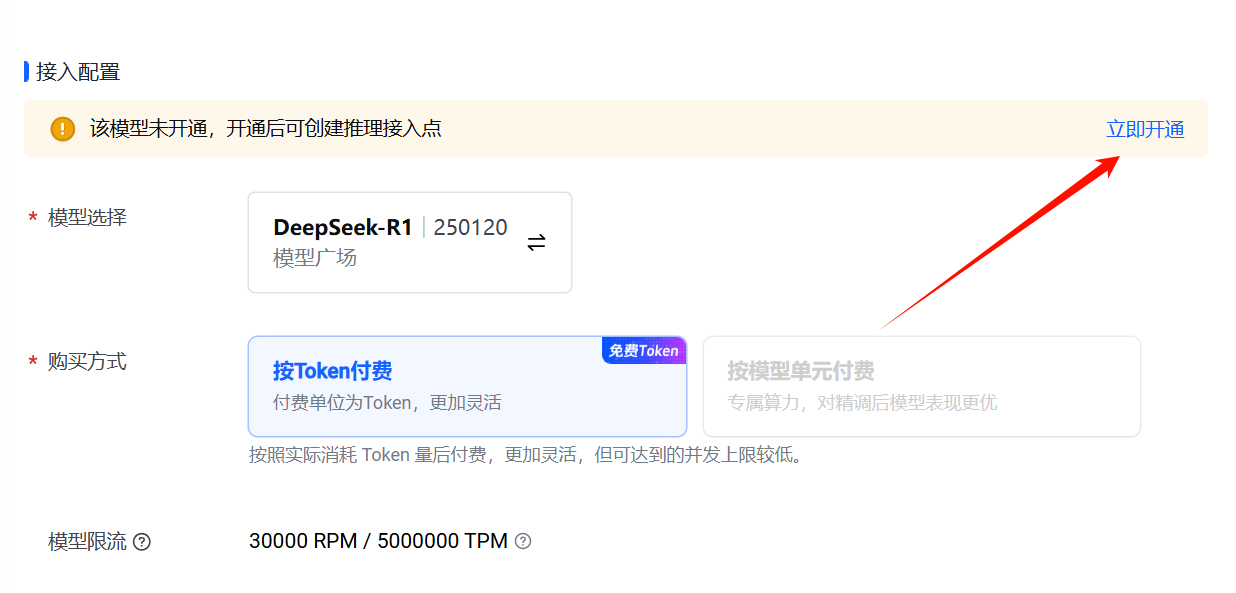 接入配置
该模型未开通，开通后可创建推理接入点 立即开通
* 模型选择
DeepSeek-R1 | 250120
模型广场
* 购买方式
免费Token
按Token付费
付费单位为Token，更加灵活
按模型单元付费
专属算力，对精调后模型表现更优
按照实际消耗 Token 量后付费，更加灵活，但可达到的并发上限较低。
模型限流 30000 RPM / 5000000 TPM